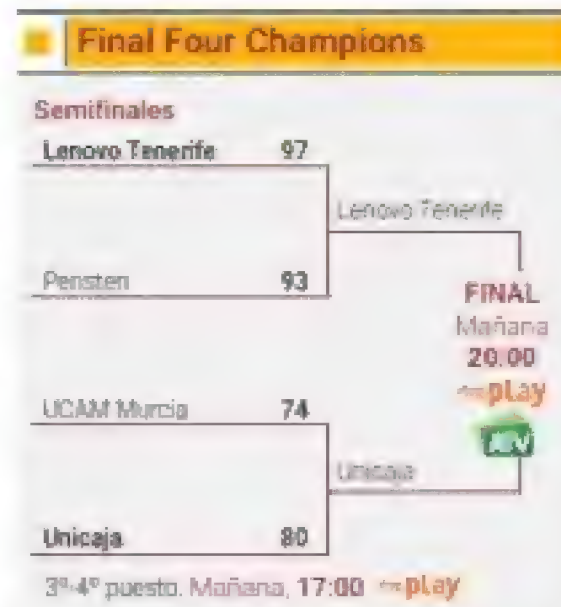 Final Four Champions
Semifinales
Lenovo Tenerife 97
Lenovo Tenerife
93
FINAL
Mañana
20:00
play
UCAM Murcia 74
Unicaja
Unicaja 80
3º-4º puesto. Mañana, 17:00 play